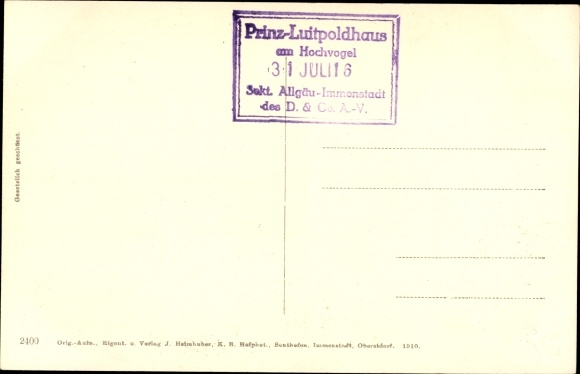 Prinz-Luitpoldhaus
am Hochvogel
31 JULI 16
Sekt. Allgäu-Immenstadt
des D. & Oe. A.-V.
Gesetzlich geschützt.
2400 Orig.-Aufn., Eigent. u. Verlag J. Heimhuber, K. B. Hofphot., Sonthofen, Immenstadt, Oberstdorf. 1910.